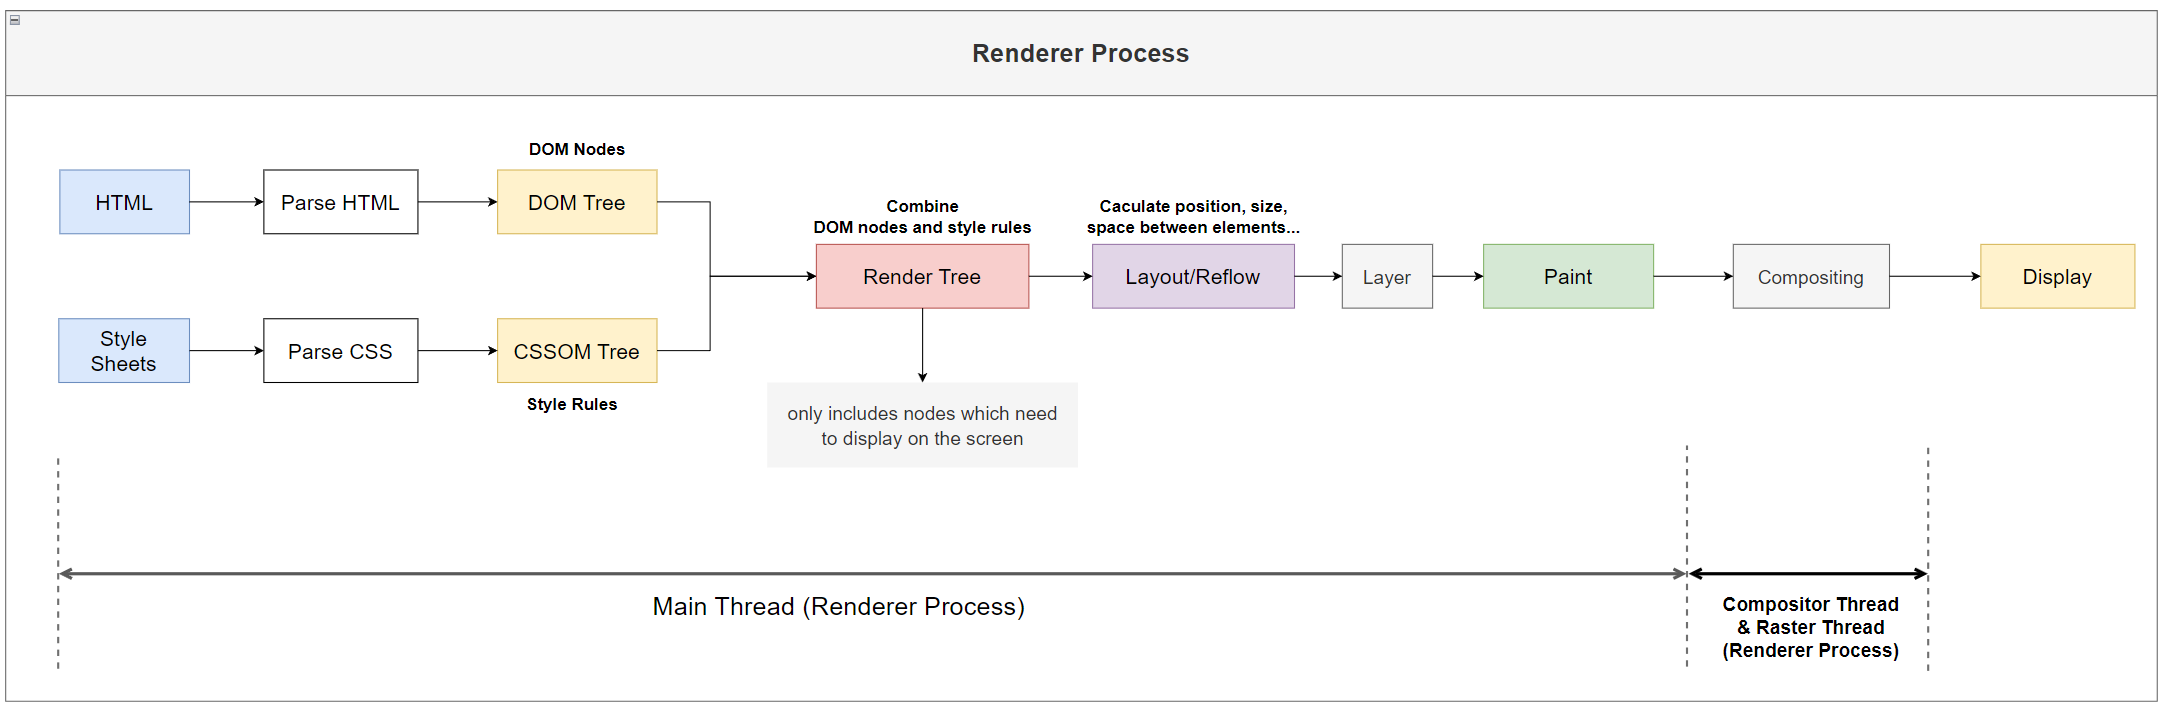 Renderer Process
DOM Nodes
HTML
Parse HTML
DOM Tree
Combine
DOM nodes and style rules
Caculate position, size,
space between elements...
Render Tree
Layout/Reflow
Layer
Paint
Compositing
Display
Style
Sheets
Parse CSS
CSSOM Tree
Style Rules
only includes nodes which need
to display on the screen
Main Thread (Renderer Process)
Compositor Thread
& Raster Thread
(Renderer Process)